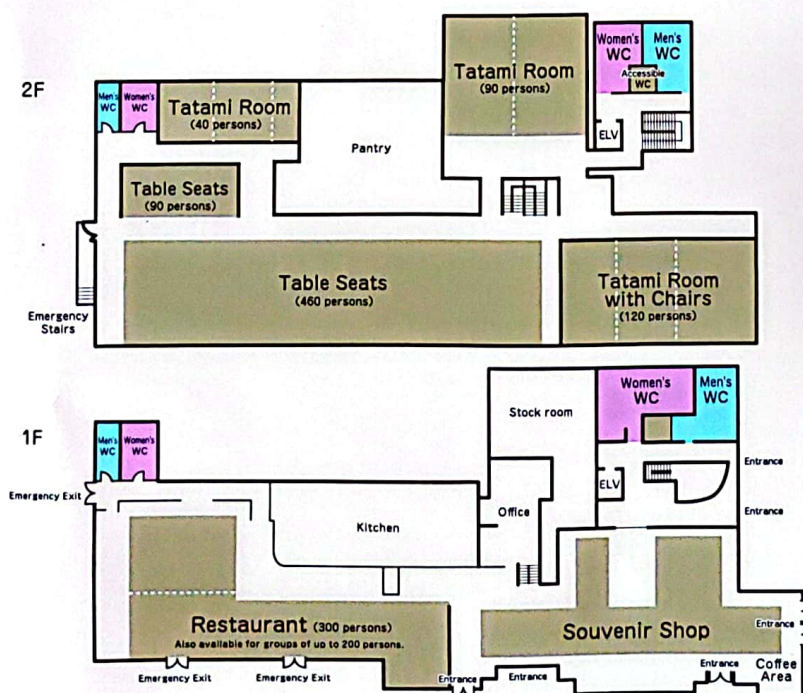 2F
Men's
WC
Women's
WC
Tatami Room
(40 persons)
Pantry
Tatami Room
(90 persons)
Women's
WC
Men's
WC
Accessible
WC
ELV
Table Seats
(90 persons)
Table Seats
(460 persons)
Tatami Room
with Chairs
(120 persons)
Emergency
Stairs
1F
Men's
WC
Women's
WC
Emergency Exit
Kitchen
Stock room
Office
Women's
WC
Men's
WC
ELV
Entrance
Entrance
Restaurant (300 persons)
Also available for groups of up to 200 persons.
Souvenir Shop
Entrance
Emergency Exit
Emergency Exit
Entrance
Entrance
Entrance
Coffee
Area